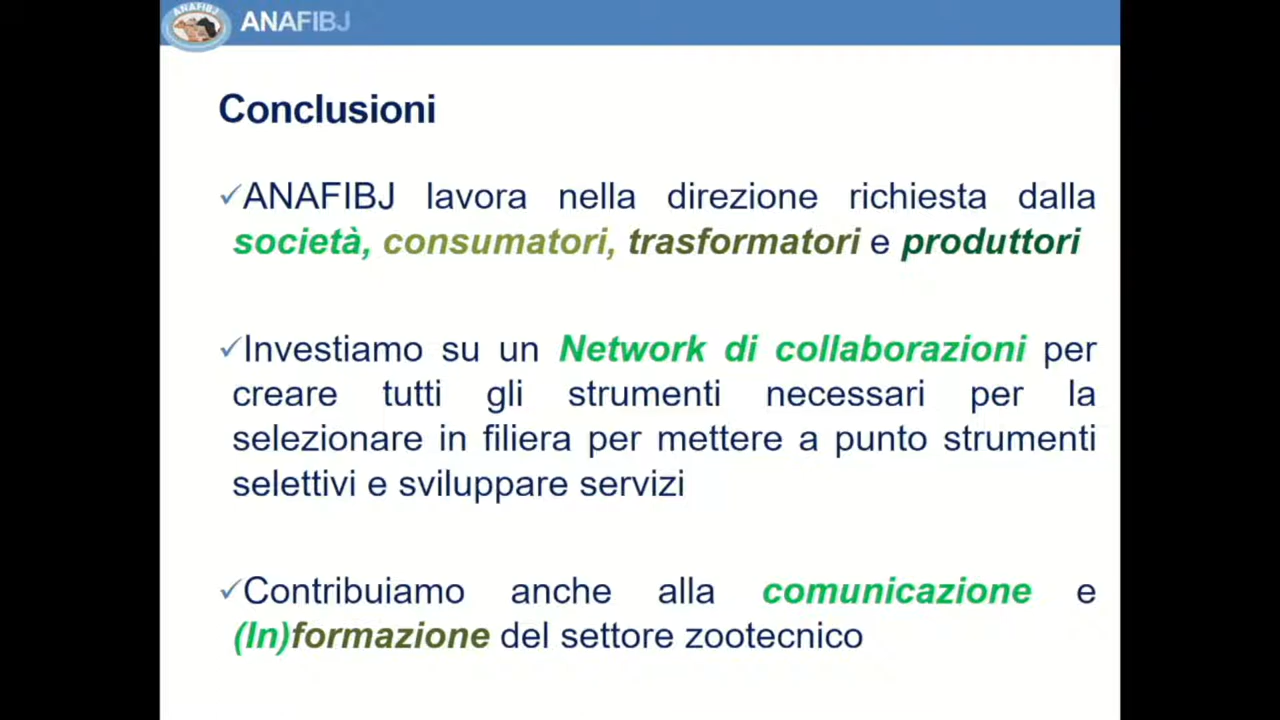 ANAFIBJ
ANAFIBJ
Conclusioni
✓ANAFIBJ lavora nella direzione richiesta dalla
società, consumatori, trasformatori e produttori
✓Investiamo su un Network di collaborazioni per
creare tutti gli strumenti necessari per la
selezionare in filiera per mettere a punto strumenti
selettivi e sviluppare servizi
✓Contribuiamo anche alla comunicazione e
(In)formazione del settore zootecnico